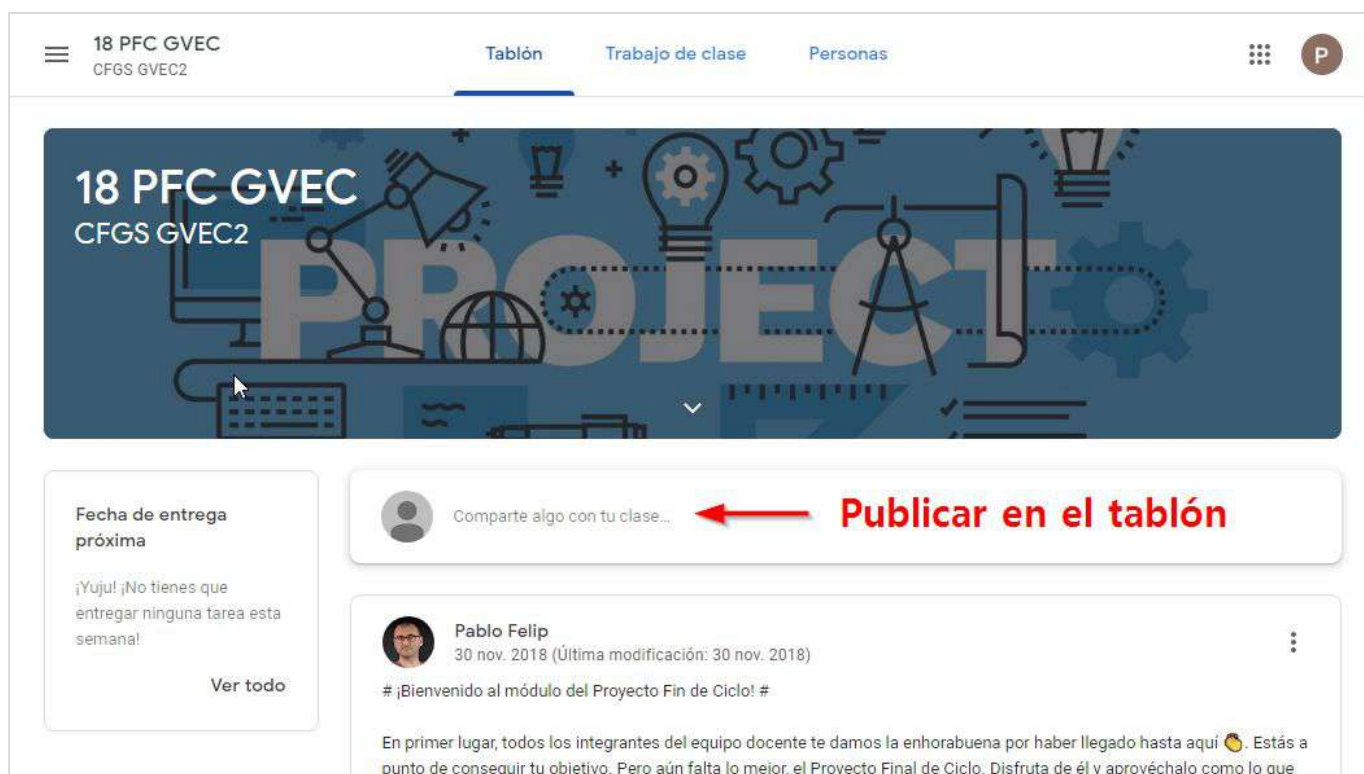 18 PFC GVEC
CFGS GVEC2
Tablón
Trabajo de clase
Personas
P
18 PFC GVEC
CFGS GVEC2
PROJECT
Fecha de entrega
próxima
¡Yuju! ¡No tienes que
entregar ninguna tarea esta
semana!
Ver todo
Comparte algo con tu clase...
Publicar en el tablón
Pablo Felip
30 nov. 2018 (Última modificación: 30 nov. 2018)
# ¡Bienvenido al módulo del Proyecto Fin de Ciclo! #
En primer lugar, todos los integrantes del equipo docente te damos la enhorabuena por haber llegado hasta aquí 👏. Estás a
punto de conseguir tu objetivo. Pero aún falta lo mejor, el Proyecto Final de Ciclo. Disfruta de él y aprovéchalo como lo que